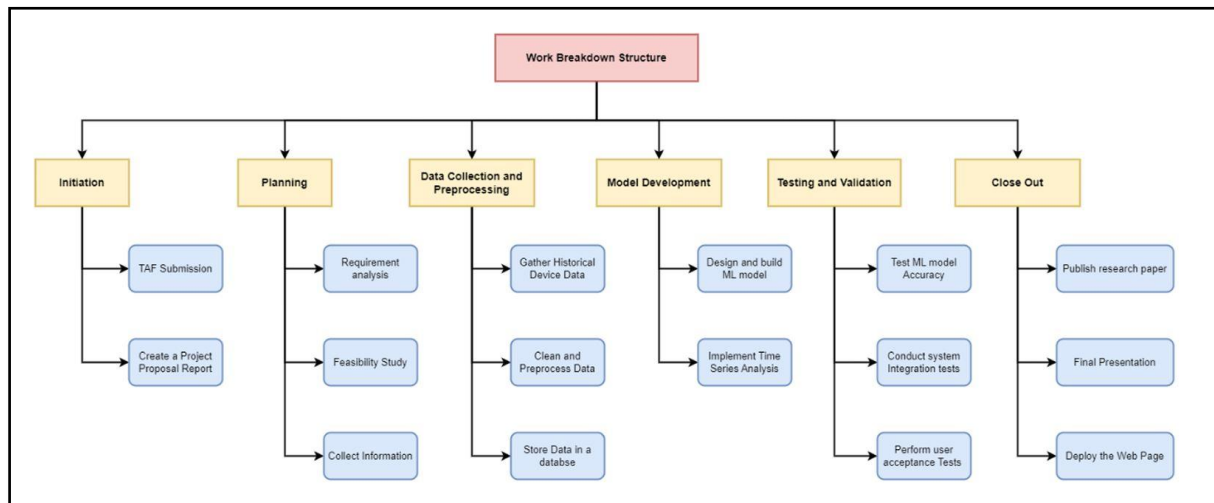 Work Breakdown Structure
Initiation
Planning
Data Collection and
Preprocessing
Model Development
Testing and Validation
Close Out
TAF Submission
Requirement
analysis
Gather Historical
Device Data
Design and build
ML model
Test ML model
Accuracy
Publish research paper
Create a Project
Proposal Report
Feasibility Study
Clean and
Preprocess Data
Implement Time
Series Analysis
Conduct system
Integration tests
Final Presentation
Collect Information
Store Data in a
databse
Perform user
acceptance Tests
Deploy the Web Page